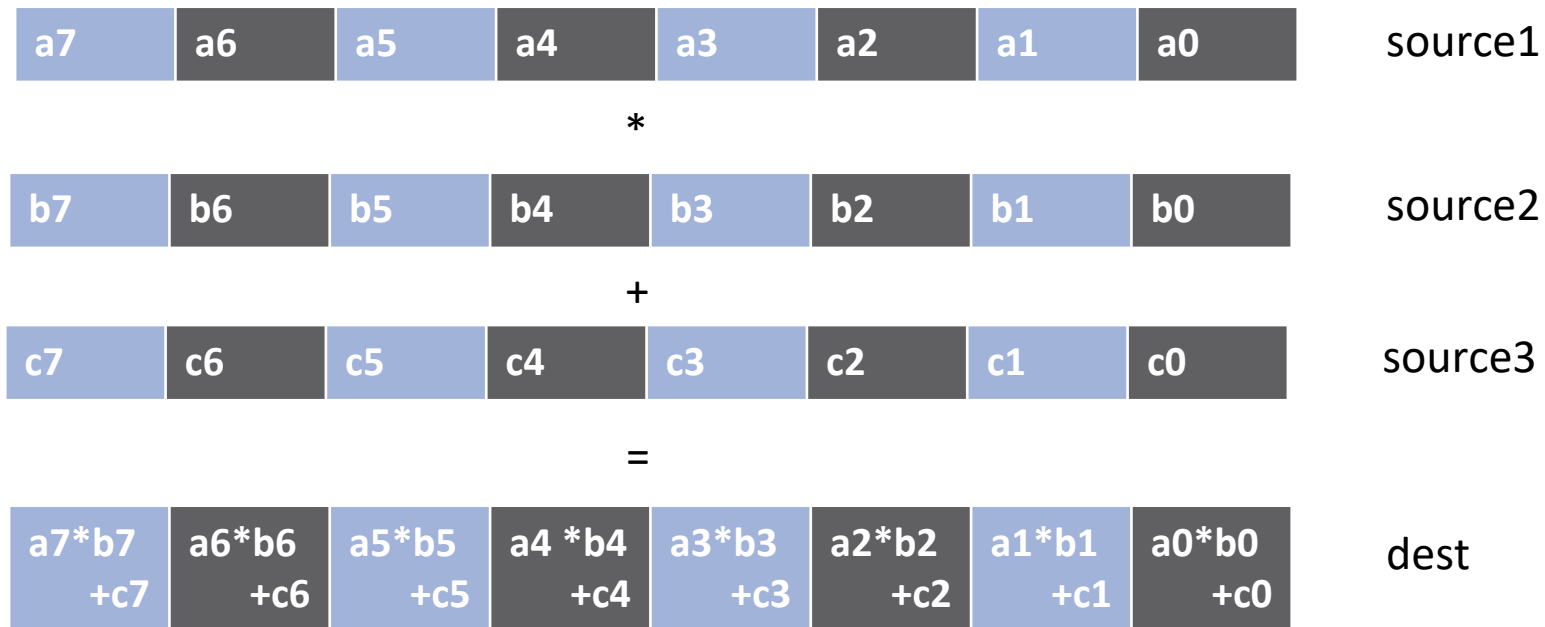 a7 a6 a5 a4 a3 a2 a1 a0 source1
*
b7 b6 b5 b4 b3 b2 b1 b0 source2
+
c7 c6 c5 c4 c3 c2 c1 c0 source3
=
a7*b7 a6*b6 a5*b5 a4 *b4 a3*b3 a2*b2 a1*b1 a0*b0 dest
+c7 +c6 +c5 +c4 +c3 +c2 +c1 +c0